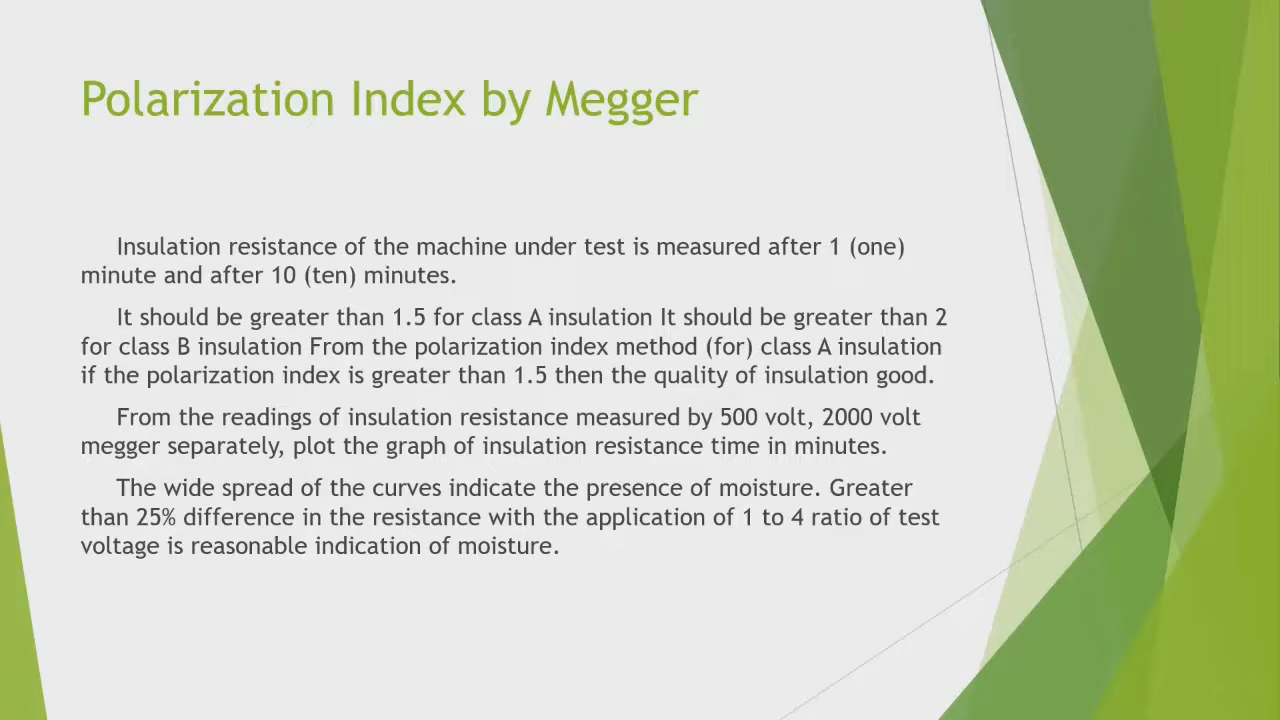 Polarization Index by Megger
Insulation resistance of the machine under test is measured after 1 (one)
minute and after 10 (ten) minutes.
It should be greater than 1.5 for class A insulation It should be greater than 2
for class B insulation From the polarization index method (for) class A insulation
if the polarization index is greater than 1.5 then the quality of insulation good.
From the readings of insulation resistance measured by 500 volt, 2000 volt
megger separately, plot the graph of insulation resistance time in minutes.
The wide spread of the curves indicate the presence of moisture. Greater
than 25% difference in the resistance with the application of 1 to 4 ratio of test
voltage is reasonable indication of moisture.